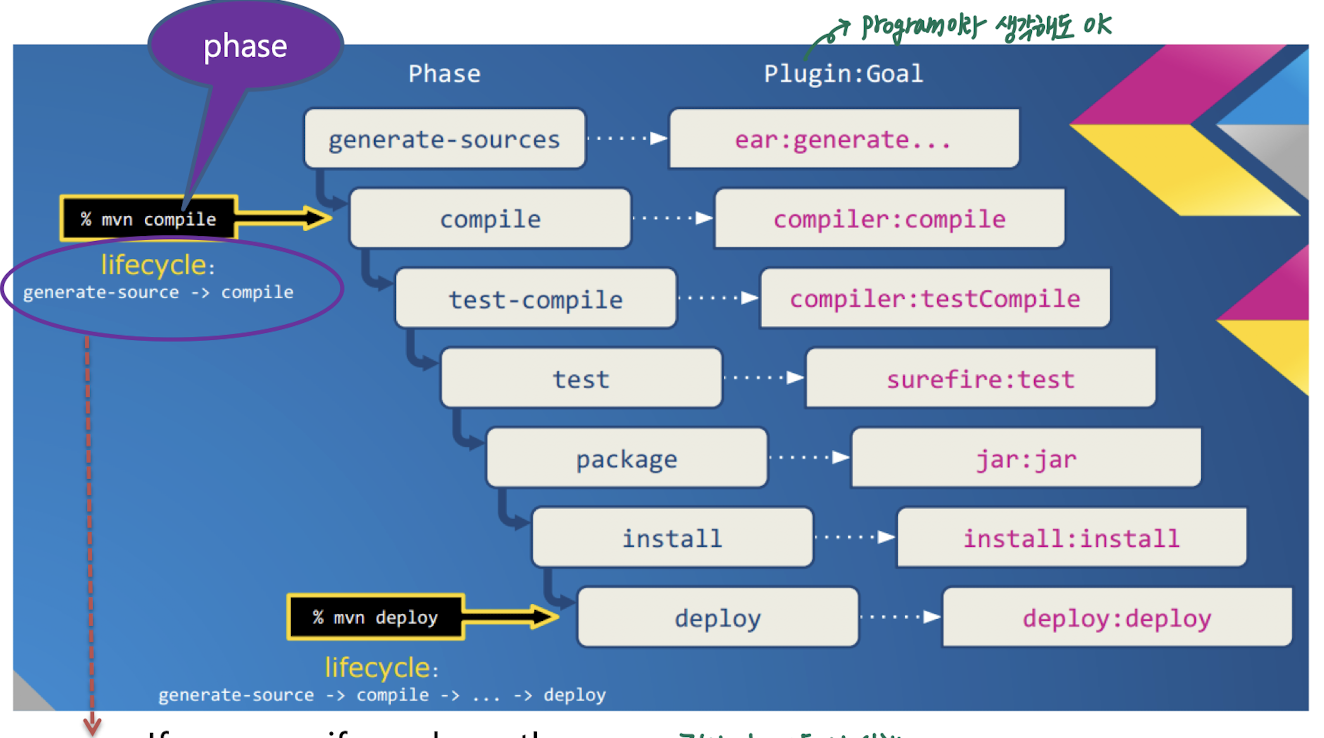 phase
Program이라 생각해도 OK
Phase Plugin:Goal
generate-sources ear:generate...
% mvn compile compile compiler:compile
lifecycle:
generate-source -> compile
test-compile compiler:testCompile
test surefire:test
package jar:jar
install install:install
% mvn deploy deploy deploy:deploy
lifecycle:
generate-source -> compile -> ... -> deploy